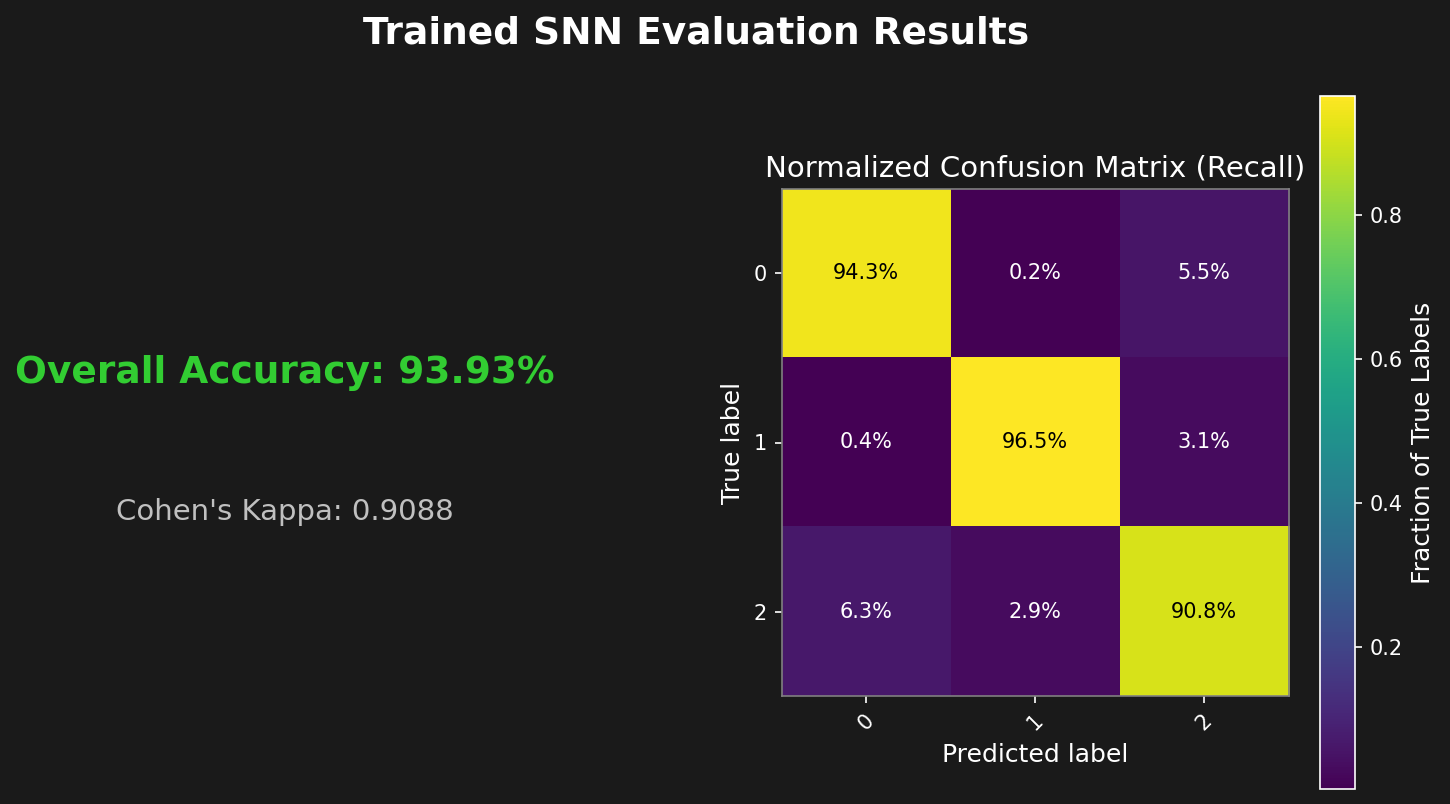 Trained SNN Evaluation Results
Overall Accuracy: 93.93%
Cohen's Kappa: 0.9088
Normalized Confusion Matrix (Recall)
True label
0
94.3%
0.2%
5.5%
1
0.4%
96.5%
3.1%
2
6.3%
2.9%
90.8%
0
1
2
Predicted label
0.8
0.6
0.4
0.2
Fraction of True Labels